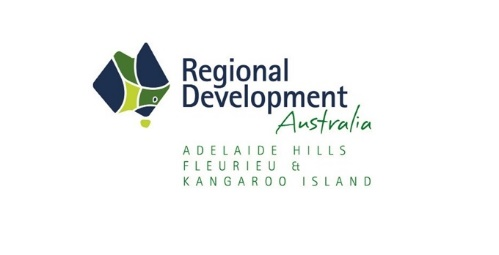 Regional
Development
Australia
ADELAIDE HILLS
FLEURIEU &
KANGAROO ISLAND